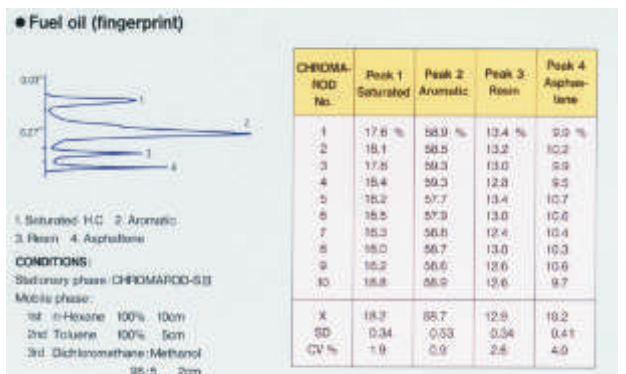 ● Fuel oil (fingerprint)
0.03"
0.27"
1
2
3
4
1. Saturated H.C. 2. Aromatic
3. Resin 4. Asphaltene
CONDITIONS:
Stationary phase: CHROMAROD-SⅢ
Mobile phase:
1st n-Hexane 100% 10cm
2nd Toluene 100% 5cm
3rd Dichloromethane:Methanol
95:5 2cm
CHROMA- Peak 1 Peak 2 Peak 3 Peak 4
ROD Saturated Aromatic Resin Asphal-
No. tene
1 17.6 % 58.9 % 13.4 % 9.9 %
2 18.1 58.5 13.2 10.2
3 17.8 59.3 13.0 9.9
4 18.4 59.3 12.8 9.5
5 18.2 57.7 13.4 10.7
6 18.5 57.9 13.0 10.6
7 18.3 58.8 12.4 10.4
8 18.0 58.7 13.0 10.3
9 18.2 58.6 12.6 10.6
10 18.8 58.9 12.6 9.7
X 18.2 58.7 12.9 10.2
SD 0.34 0.53 0.34 0.41
CV % 1.9 0.9 2.6 4.0